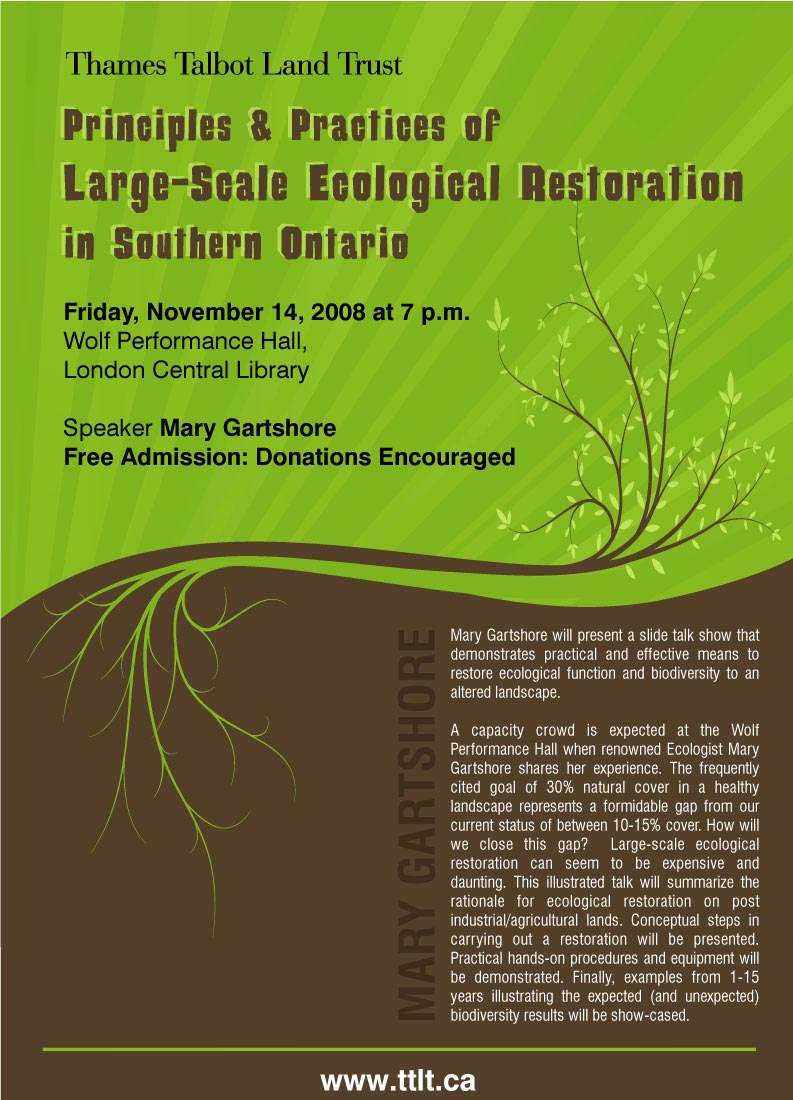 Thames Talbot Land Trust
Principles & Practices of
Large-Scale Ecological Restoration
in Southern Ontario
Friday, November 14, 2008 at 7 p.m.
Wolf Performance Hall,
London Central Library
Speaker Mary Gartshore
Free Admission: Donations Encouraged
MARY GARTSHORE
Mary Gartshore will present a slide talk show that
demonstrates practical and effective means to
restore ecological function and biodiversity to an
altered landscape.
A capacity crowd is expected at the Wolf
Performance Hall when renowned Ecologist Mary
Gartshore shares her experience. The frequently
cited goal of 30% natural cover in a healthy
landscape represents a formidable gap from our
current status of between 10-15% cover. How will
we close this gap?  Large-scale ecological
restoration can seem to be expensive and
daunting. This illustrated talk will summarize the
rationale for ecological restoration on post
industrial/agricultural lands. Conceptual steps in
carrying out a restoration will be presented.
Practical hands-on procedures and equipment will
be demonstrated. Finally, examples from 1-15
years illustrating the expected (and unexpected)
biodiversity results will be show-cased.
www.ttlt.ca